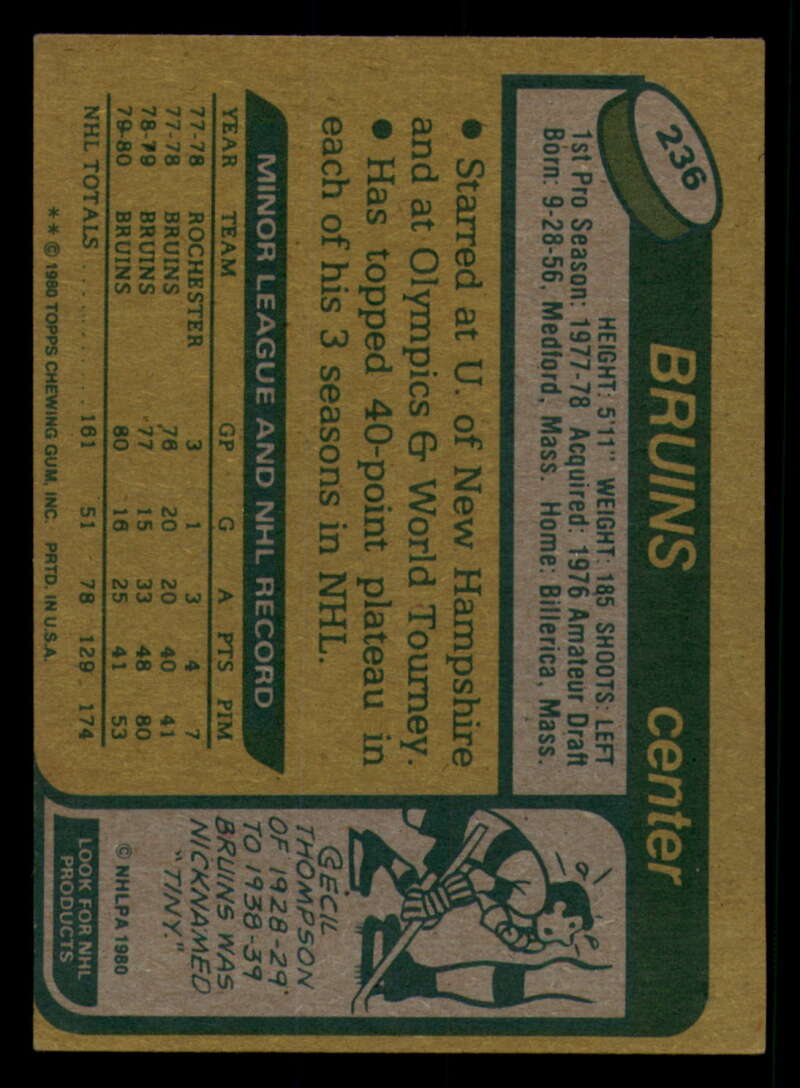 236
BRUINS center
HEIGHT: 5'11" WEIGHT: 185 SHOOTS: LEFT
1st Pro Season: 1977-78 Acquired: 1976 Amateur Draft
Born: 9-28-56, Medford, Mass. Home: Billerica, Mass.
• Starred at U. of New Hampshire
and at Olympics & World Tourney.
• Has topped 40-point plateau in
each of his 3 seasons in NHL.
MINOR LEAGUE AND NHL RECORD
YEAR TEAM GP G A PTS PIM
77-78 ROCHESTER 3 1 3 4 7
77-78 BRUINS 76 20 20 40 41
78-79 BRUINS 77 15 33 48 80
79-80 BRUINS 80 16 25 41 53
NHL TOTALS .......... 161 51 78 129 174
** © 1980 TOPPS CHEWING GUM, INC. PRTD. IN U.S.A.
CECIL
THOMPSON
OF 1928-29
TO 1938-39
BRUINS WAS
NICKNAMED
"TINY."
© NHLPA 1980
LOOK FOR NHL
PRODUCTS